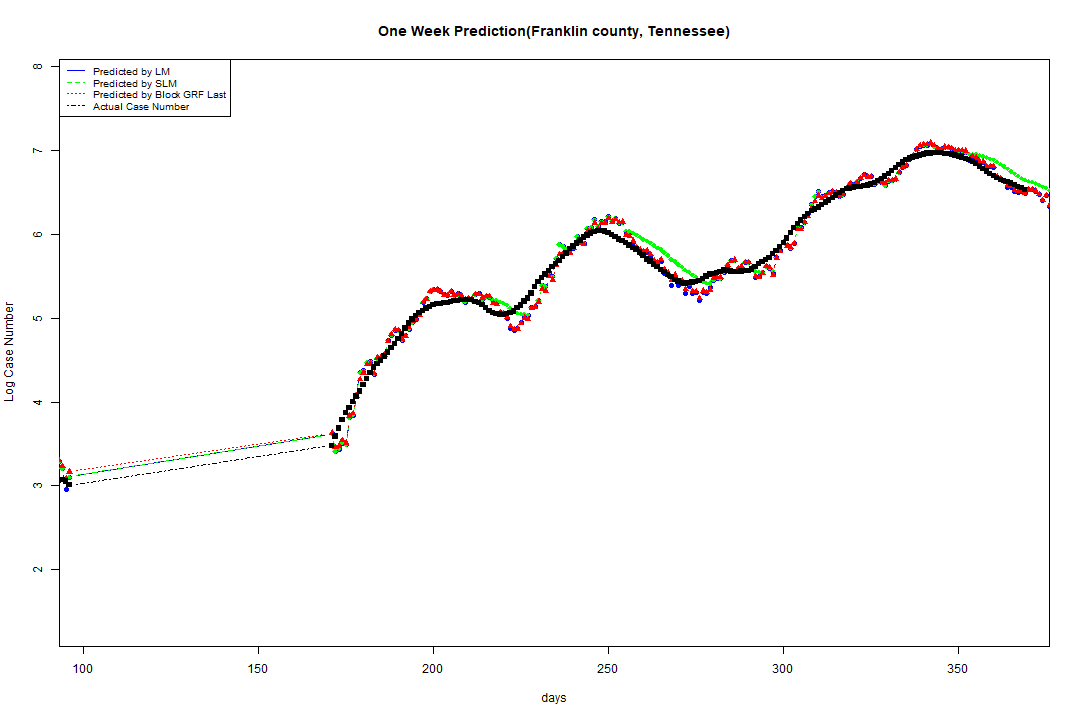 One Week Prediction(Franklin county, Tennessee)
Predicted by LM
Predicted by SLM
Predicted by Block GRF Last
Actual Case Number
8
7
6
5
4
3
2
Log Case Number
100 150 200 250 300 350
days